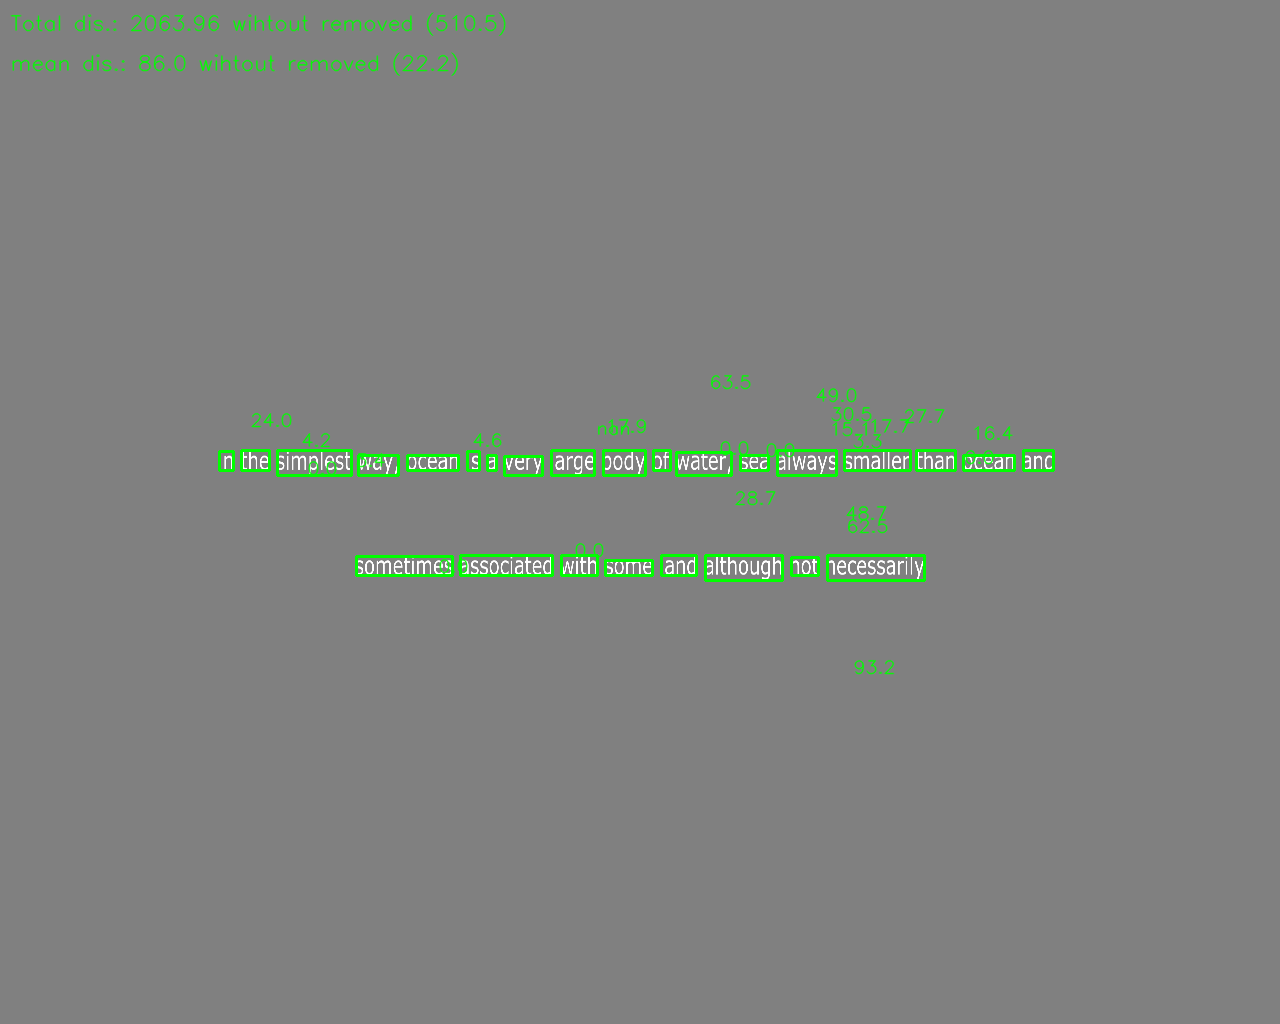 Total dis.: 2063.96 wihtout removed (510.5)
mean dis.: 86.0 wihtout removed (22.2)
63.5
49.0
30.5 27.7
24.0 17.9 17.7
16.4
4.2 4.6 3.3
0.0 0.0
In the simplest way, ocean is a very large body of water, sea always smaller than ocean and
28.7
48.7
62.5
0.0
sometimes associated with some land although not necessarily
93.2